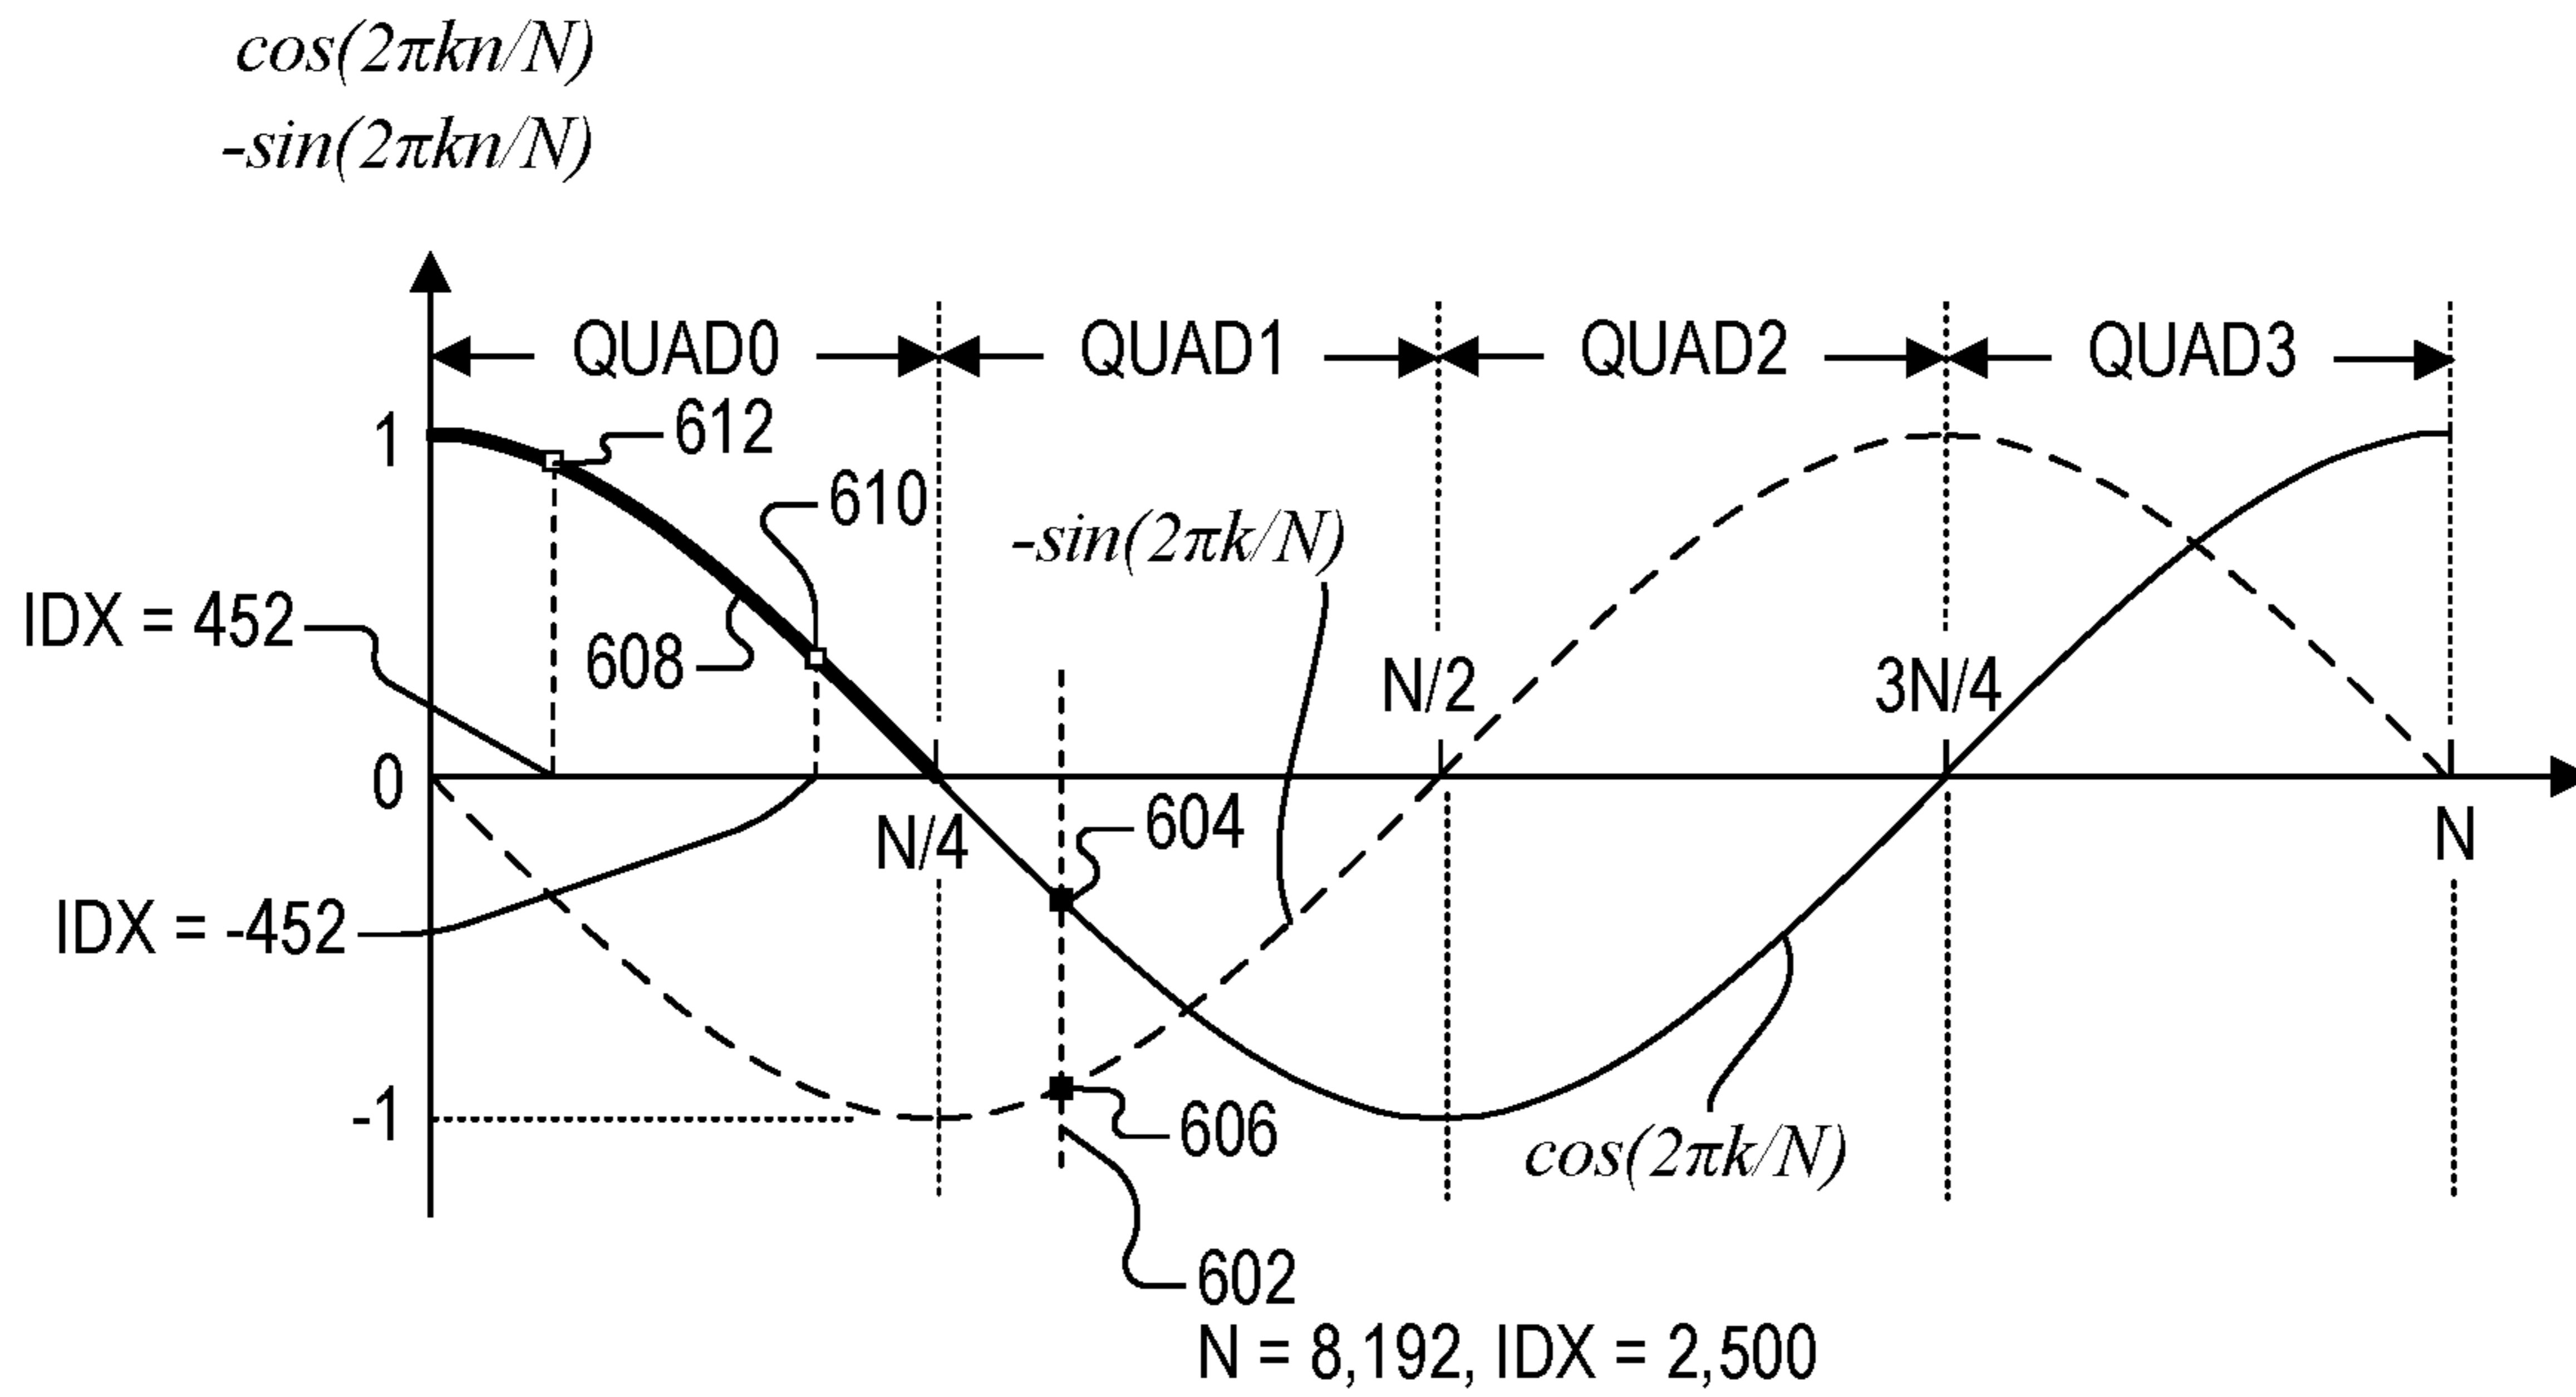 cos(2πkn/N)
-sin(2πkn/N)
QUAD0 QUAD1 QUAD2 QUAD3
1
612
610
-sin(2πk/N)
IDX = 452
608
N/2
3N/4
0
604
N/4
N
IDX = -452
-1
606
cos(2πk/N)
602
N = 8,192, IDX = 2,500